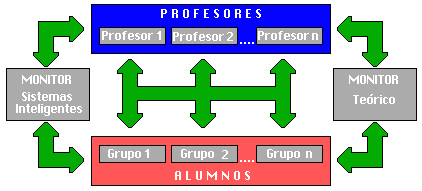 PROFESORES
Profesor 1 Profesor 2 .... Profesor n
MONITOR
Sistemas
Inteligentes
MONITOR
Teórico
Grupo 1 Grupo 2 .... Grupo n
ALUMNOS